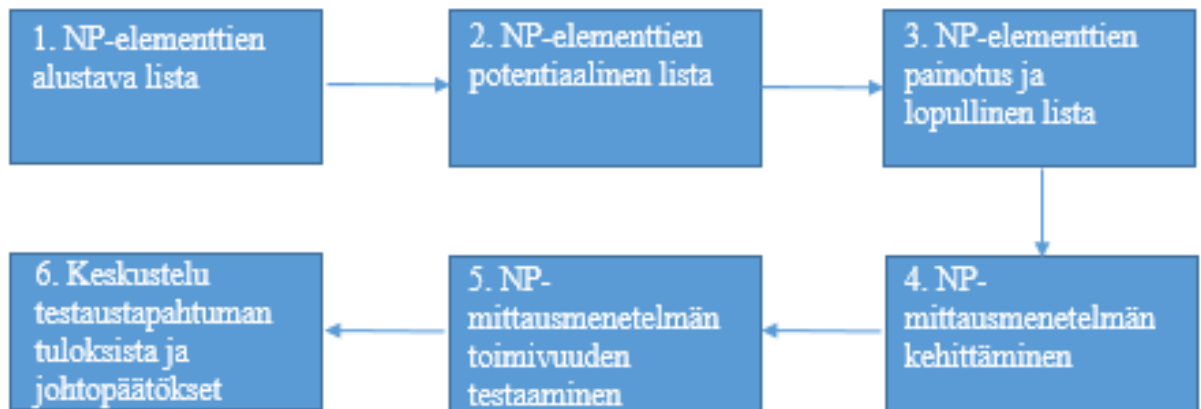 1. NP-elementtien
alustava lista
2. NP-elementtien
potentiaalinen lista
3. NP-elementtien
painotus ja
lopullinen lista
4. NP-
mittausmenetelmän
kehittäminen
5. NP-
mittausmenetelmän
toimivuuden
testaaminen
6. Keskustelu
testaustapahtuman
tuloksista ja
johtopäätökset